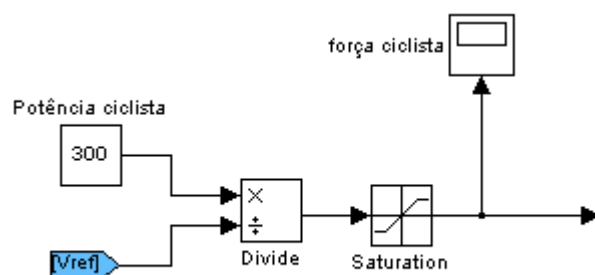 força ciclista
Potência ciclista
300
×
÷
[Vref]
Divide
Saturation